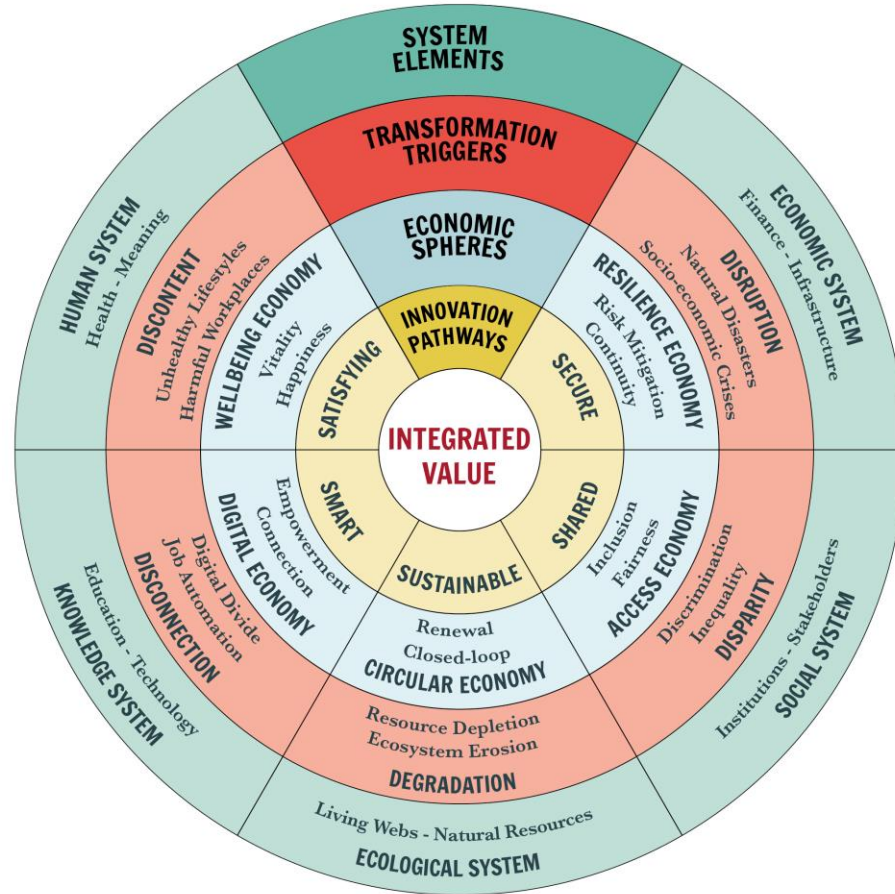 SYSTEM
ELEMENTS
TRANSFORMATION
TRIGGERS
ECONOMIC
SPHERES
INNOVATION
PATHWAYS
INTEGRATED
VALUE
ECONOMIC SYSTEM
Finance - Infrastructure
DISRUPTION
Natural Disasters
Socio-economic Crises
RESILIENCE ECONOMY
Risk Mitigation
Continuity
SECURE
SOCIAL SYSTEM
Institutions - Stakeholders
DISPARITY
Discrimination
Inequality
ACCESS ECONOMY
Inclusion
Fairness
SHARED
SUSTAINABLE
Renewal
Closed-loop
CIRCULAR ECONOMY
Resource Depletion
Ecosystem Erosion
DEGRADATION
Living Webs - Natural Resources
ECOLOGICAL SYSTEM
SMART
Empowerment
Connection
DIGITAL ECONOMY
Digital Divide
Job Automation
DISCONNECTION
Education - Technology
KNOWLEDGE SYSTEM
HUMAN SYSTEM
Health - Meaning
DISCONTENT
Unhealthy Lifestyles
Harmful Workplaces
WELLBEING ECONOMY
Vitality
Happiness
SATISFYING